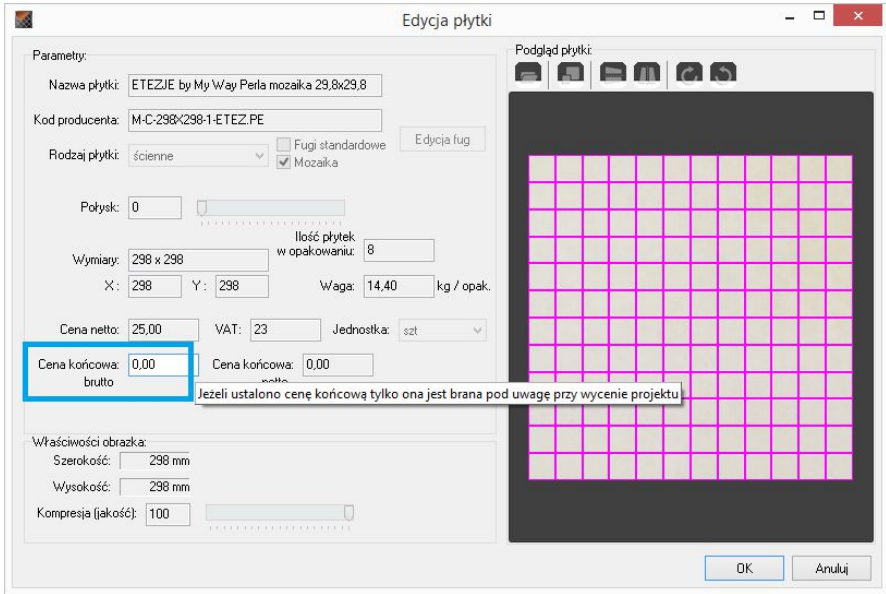 Edycja płytki
Parametry:
Nazwa płytki: ETEZJE by My Way Perla mozaika 29,8x29,8
Kod producenta: M-C-298X298-1-ETEZ.PE
Rodzaj płytki: ścienne
Fugi standardowe
Mozaika
Edycja fug
Połysk: 0
Wymiary: 298 x 298
Ilość płytek
w opakowaniu: 8
X: 298 Y: 298 Waga: 14,40 kg / opak.
Cena netto: 25,00 VAT: 23 Jednostka: szt
Cena końcowa: 0,00 Cena końcowa: 0,00
brutto netto
Jeżeli ustalono cenę końcową tylko ona jest brana pod uwagę przy wycenie projektu
Właściwości obrazka:
Szerokość: 298 mm
Wysokość: 298 mm
Kompresja (jakość): 100
Podgląd płytki:
OK Anuluj